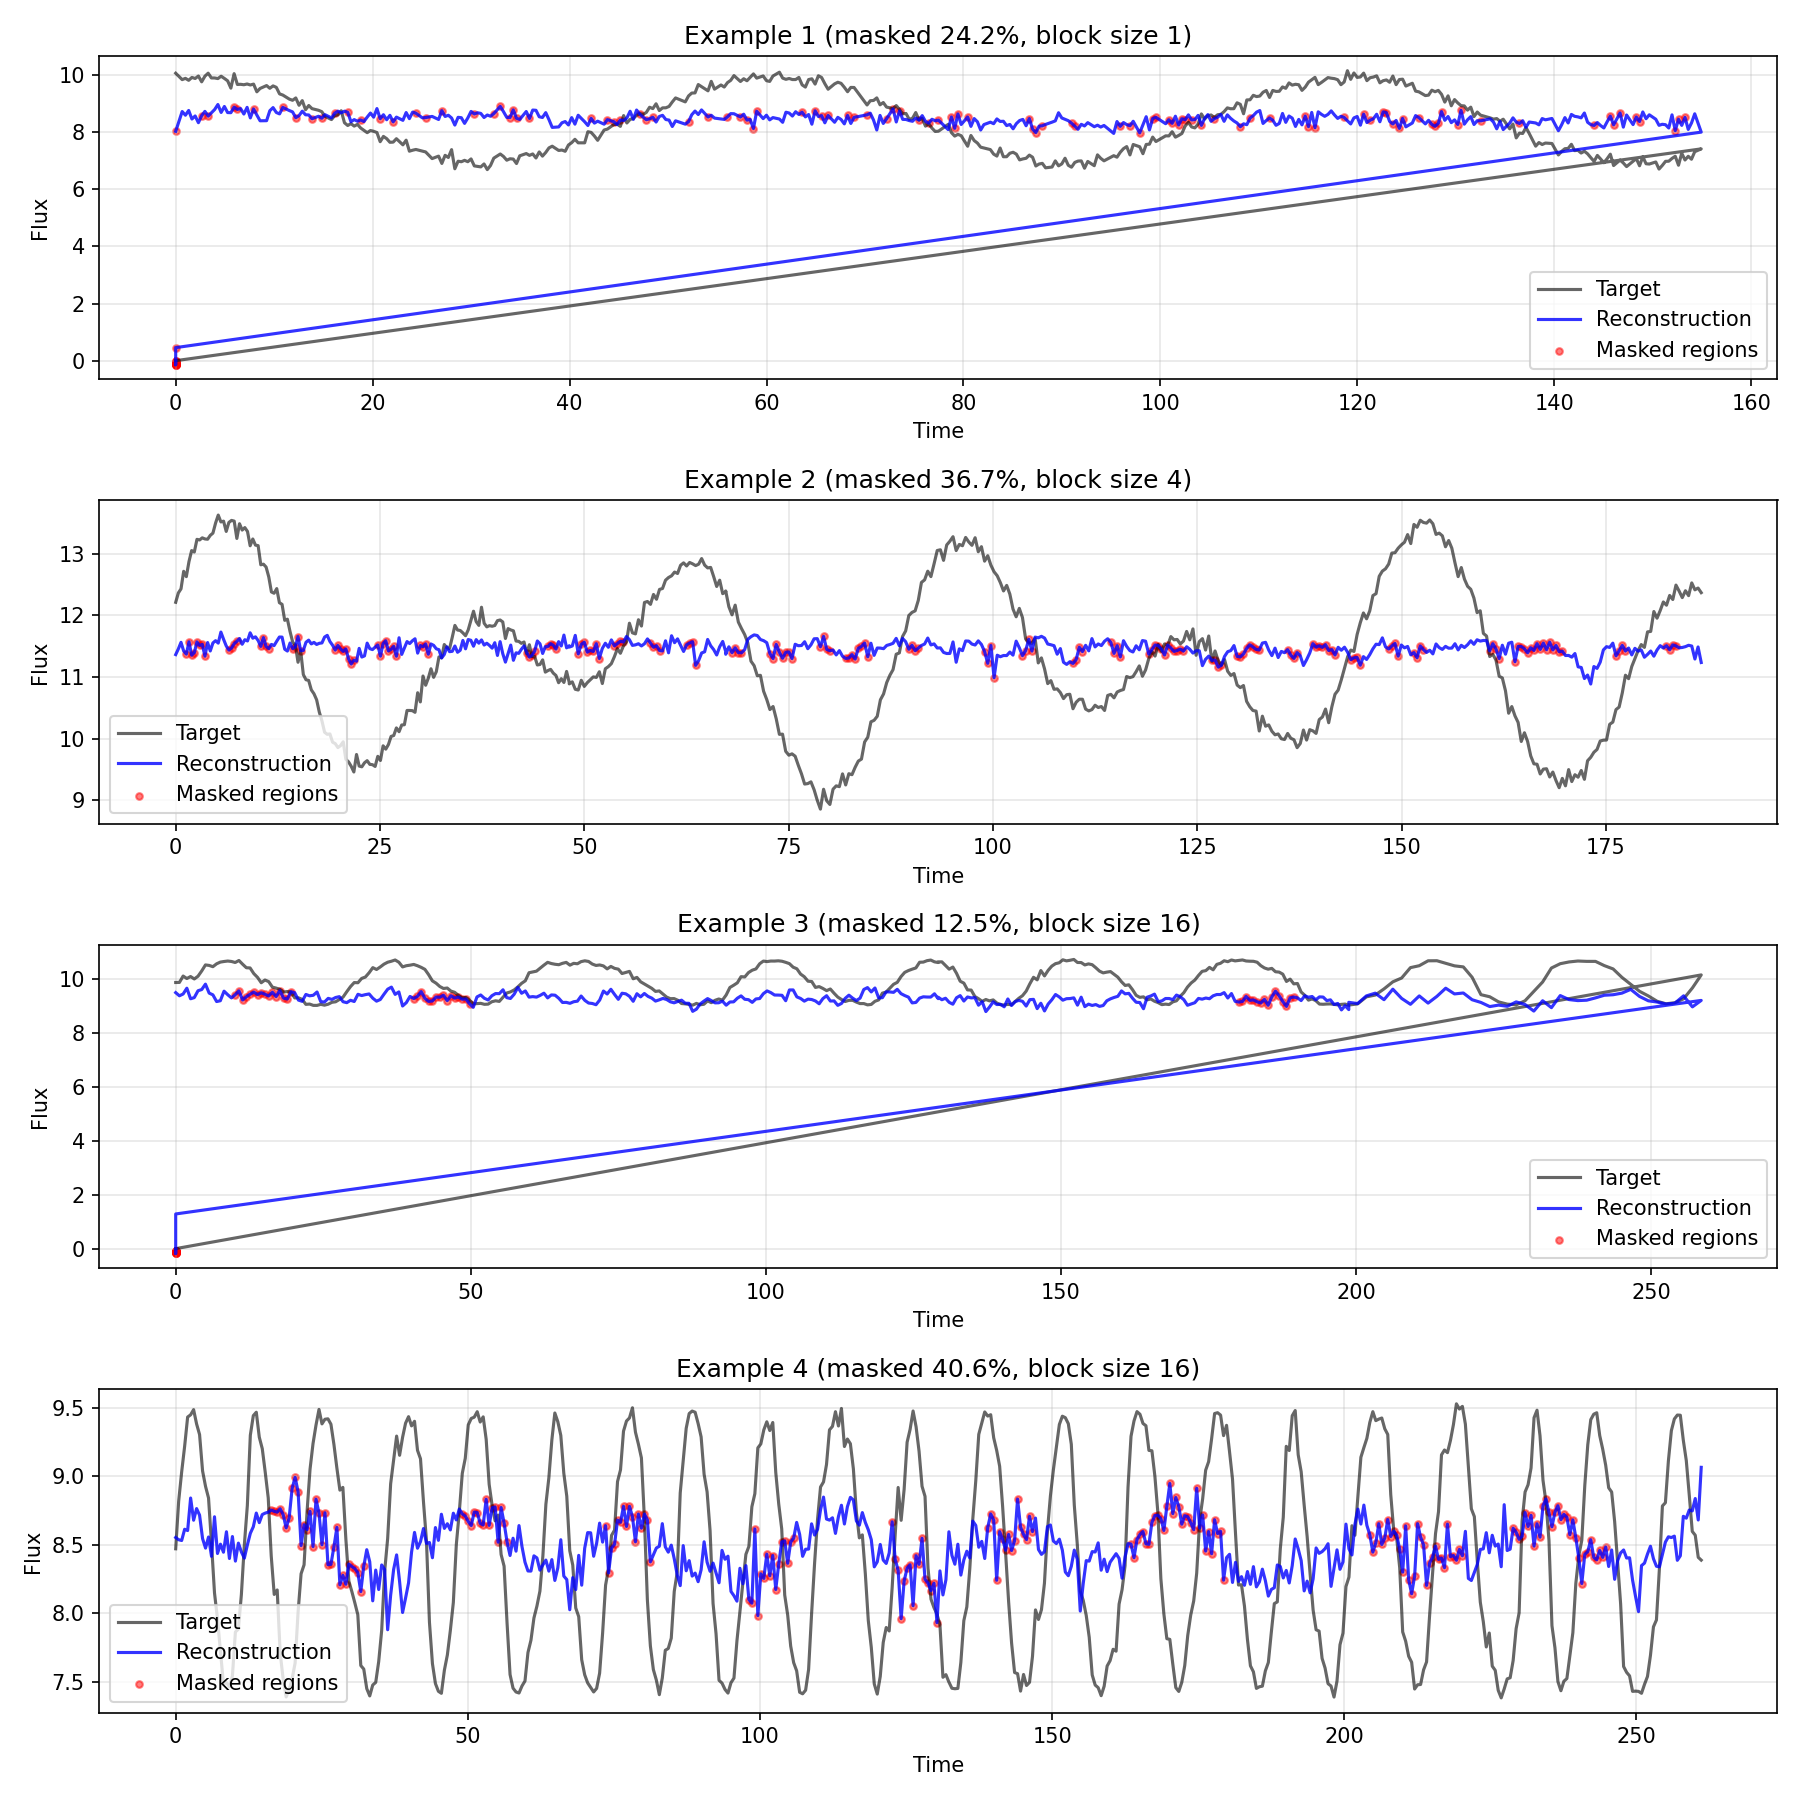 Example 1 (masked 24.2%, block size 1)
10
8
6
4
2
0
Flux
Target
Reconstruction
Masked regions
0 20 40 60 80 100 120 140 160
Time
Example 2 (masked 36.7%, block size 4)
13
12
11
10
9
Flux
Target
Reconstruction
Masked regions
0 25 50 75 100 125 150 175
Time
Example 3 (masked 12.5%, block size 16)
10
8
6
4
2
0
Flux
Target
Reconstruction
Masked regions
0 50 100 150 200 250
Time
Example 4 (masked 40.6%, block size 16)
9.5
9.0
8.5
8.0
7.5
Flux
Target
Reconstruction
Masked regions
0 50 100 150 200 250
Time